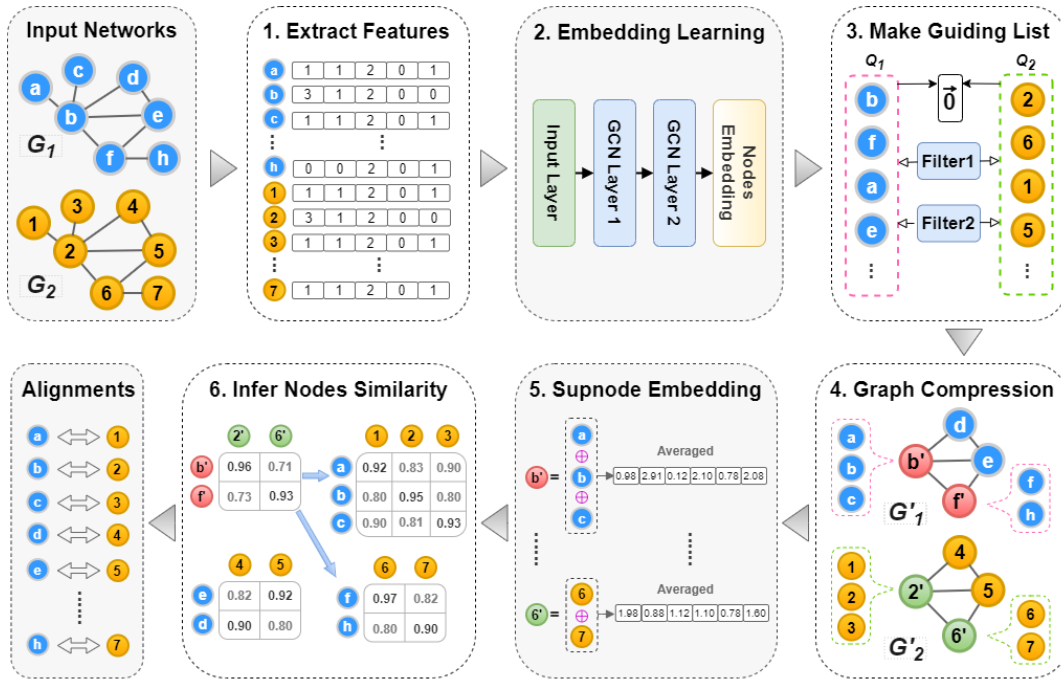 Input Networks
a
c
d
b
e
f
h
G1
1
3
4
2
5
6
7
G2
1. Extract Features
a 1 1 2 0 1
b 3 1 2 0 0
c 1 1 2 0 1
h 0 0 2 0 1
1 1 1 2 0 1
2 3 1 2 0 0
3 1 1 2 0 1
7 1 1 2 0 1
2. Embedding Learning
Input Layer
GCN Layer 1
GCN Layer 2
Nodes Embedding
3. Make Guiding List
Q1 Q2
b 0 2
f 6
Filter1
a 1
e Filter2 5
4. Graph Compression
a
b
c
d
b'
e
f'
f
h
G'1
1
2
3
4
2'
5
6'
6
7
G'2
5. Supnode Embedding
a
⊕
b' = b
⊕
c
Averaged
0.98 2.91 0.12 2.10 0.78 2.08
6' = 6
⊕
7
Averaged
1.98 0.88 1.12 1.10 0.78 1.60
6. Infer Nodes Similarity
2' 6'
b' 0.96 0.71
f' 0.73 0.93
1 2 3
a 0.92 0.83 0.90
b 0.80 0.95 0.80
c 0.90 0.81 0.93
4 5
e 0.82 0.92
d 0.90 0.80
6 7
f 0.97 0.82
h 0.80 0.90
Alignments
a 1
b 2
c 3
d 4
e 5
h 7